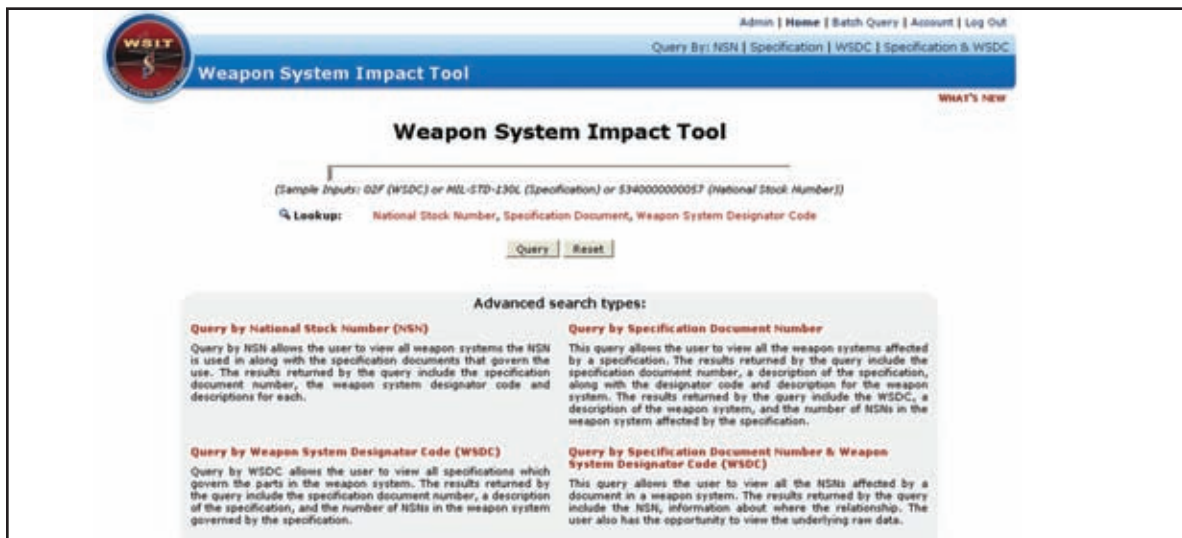 Admin | Home | Batch Query | Account | Log Out
WSIT
Query By: NSN | Specification | WSDC | Specification & WSDC
Weapon System Impact Tool
WHAT'S NEW
Weapon System Impact Tool
(Sample Inputs: 02F (WSDC) or MIL-STD-130L (Specification) or 5340000000057 (National Stock Number))
Lookup: National Stock Number, Specification Document, Weapon System Designator Code
Query Reset
Advanced search types:
Query by National Stock Number (NSN)
Query by NSN allows the user to view all weapon systems the NSN
is used in along with the specification documents that govern the
use. The results returned by the query include the specification
document number, the weapon system designator code and
descriptions for each.
Query by Specification Document Number
This query allows the user to view all the weapon systems affected
by a specification. The results returned by the query include the
specification document number, a description of the specification,
along with the designator code and description for the weapon
system. The results returned by the query include the WSDC, a
description of the weapon system, and the number of NSNs in the
weapon system affected by the specification.
Query by Weapon System Designator Code (WSDC)
Query by WSDC allows the user to view all specifications which
govern the parts in the weapon system. The results returned by
the query include the specification document number, a description
of the specification, and the number of NSNs in the weapon system
governed by the specification.
Query by Specification Document Number & Weapon
System Designator Code (WSDC)
This query allows the user to view all the NSNs affected by a
document in a weapon system. The results returned by the query
include the NSN, information about where the relationship. The
user also has the opportunity to view the underlying raw data.